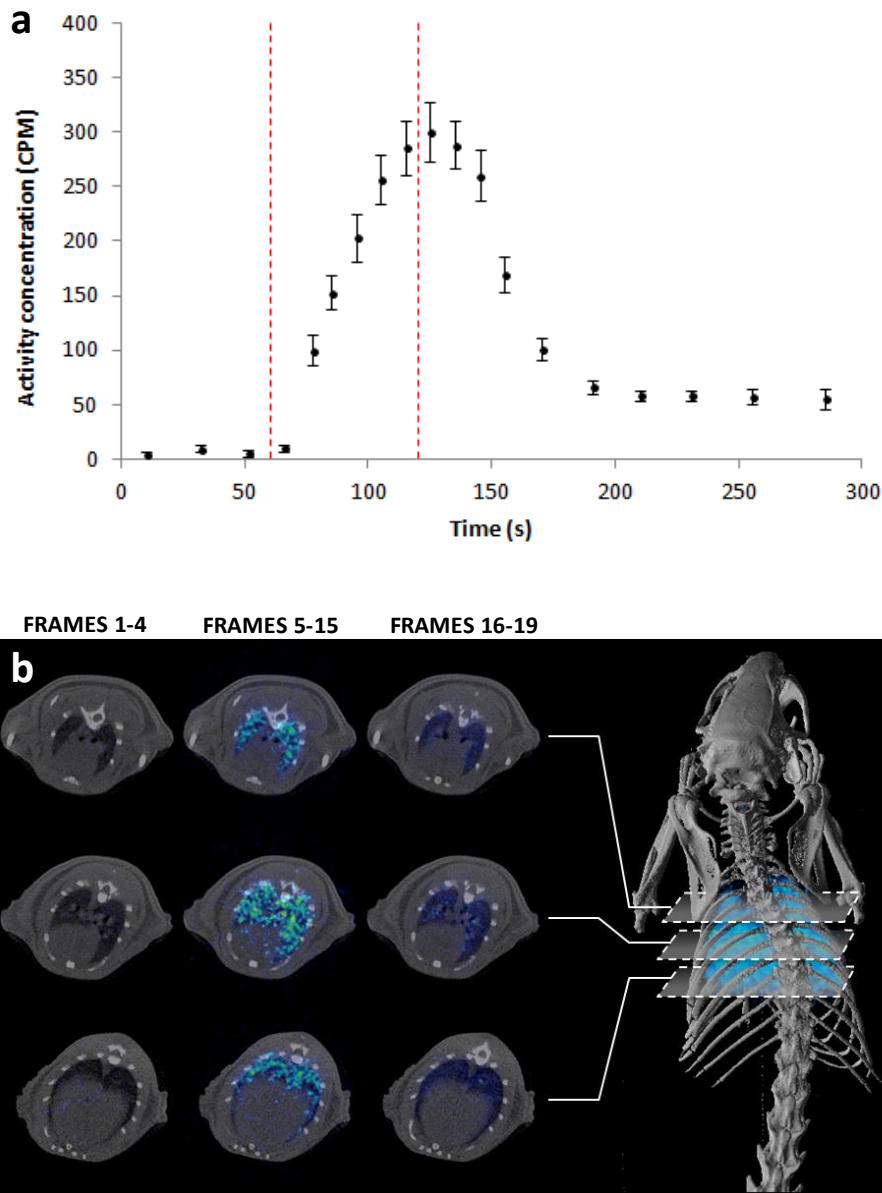 a
Activity concentration (CPM)
400
350
300
250
200
150
100
50
0
0 50 100 150 200 250 300
Time (s)
FRAMES 1-4 FRAMES 5-15 FRAMES 16-19
b